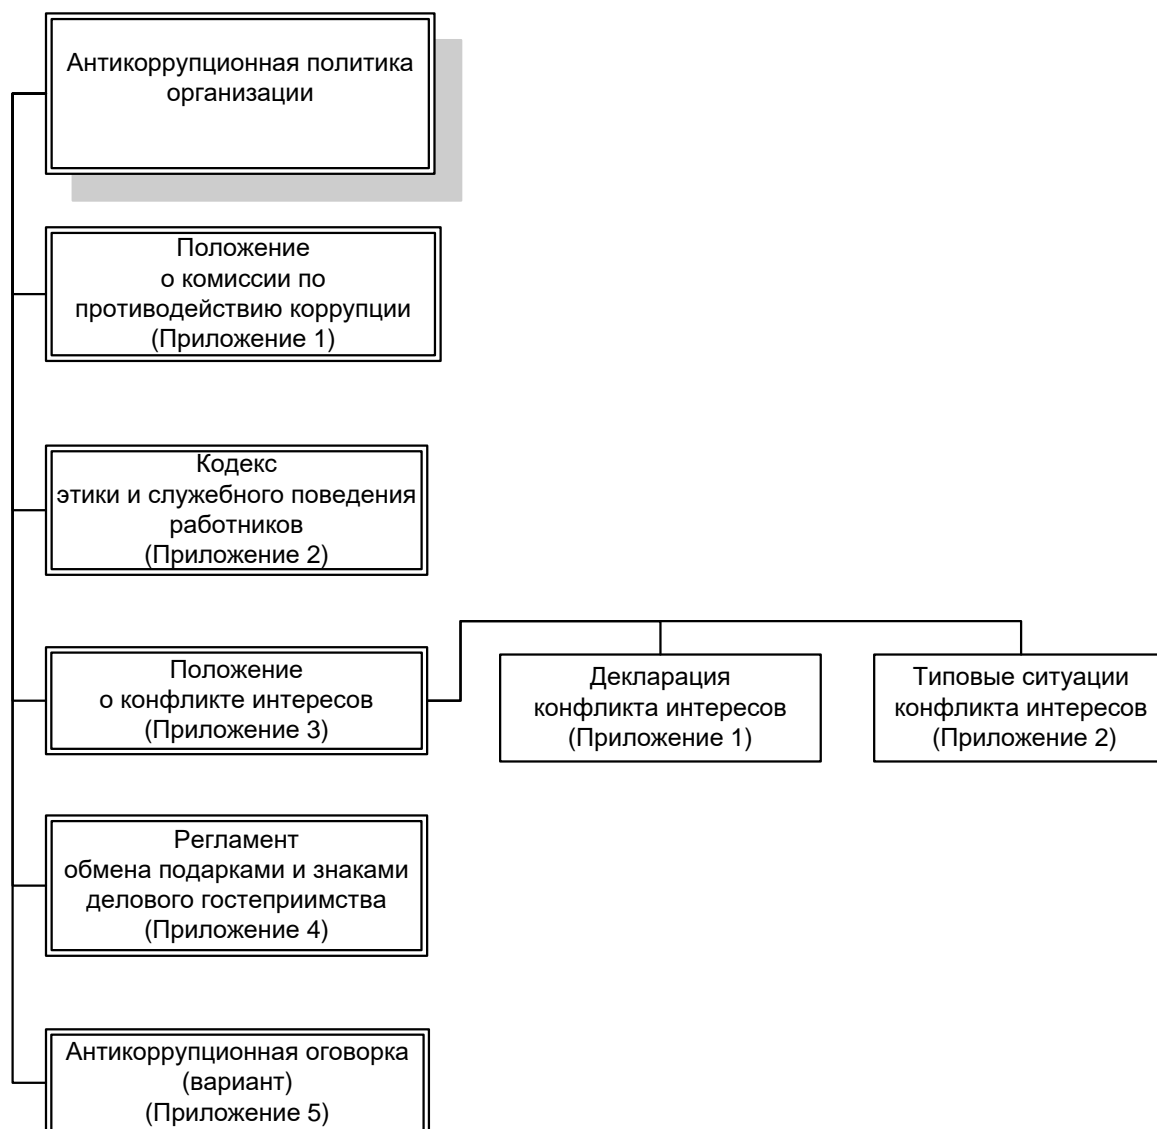 Антикоррупционная политика
организации
Положение
о комиссии по
противодействию коррупции
(Приложение 1)
Кодекс
этики и служебного поведения
работников
(Приложение 2)
Положение
о конфликте интересов
(Приложение 3)
Декларация
конфликта интересов
(Приложение 1)
Типовые ситуации
конфликта интересов
(Приложение 2)
Регламент
обмена подарками и знаками
делового гостеприимства
(Приложение 4)
Антикоррупционная оговорка
(вариант)
(Приложение 5)